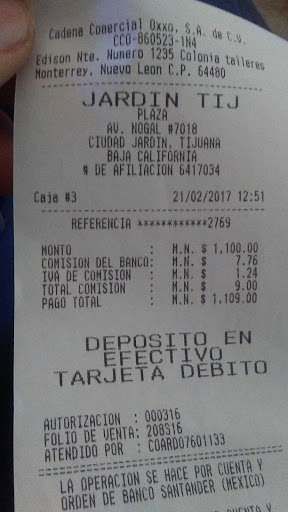 Cadena Comercial Oxxo, S.A. de C.V.
CCO-860523-1N4
Edison Nte. Numero 1235 Colonia talleres
Monterrey, Nuevo Leon C.P. 64480
JARDIN TIJ
PLAZA
AV. NOGAL #7018
CIUDAD JARDIN, TIJUANA
BAJA CALIFORNIA
# DE AFILIACION 6417034
Caja #3 21/02/2017 12:51
REFERENCIA ************2769
MONTO : M.N. $ 1,100.00
COMISION DEL BANCO: M.N. $ 7.76
IVA DE COMISION : M.N. $ 1.24
TOTAL COMISION : M.N. $ 9.00
PAGO TOTAL : M.N. $ 1,109.00
DEPOSITO EN
EFECTIVO
TARJETA DEBITO
AUTORIZACION : 000316
FOLIO DE VENTA: 208316
ATENDIDO POR : COARD07601133
LA OPERACION SE HACE POR CUENTA Y
ORDEN DE BANCO SANTANDER (MEXICO)
CUENTA Y